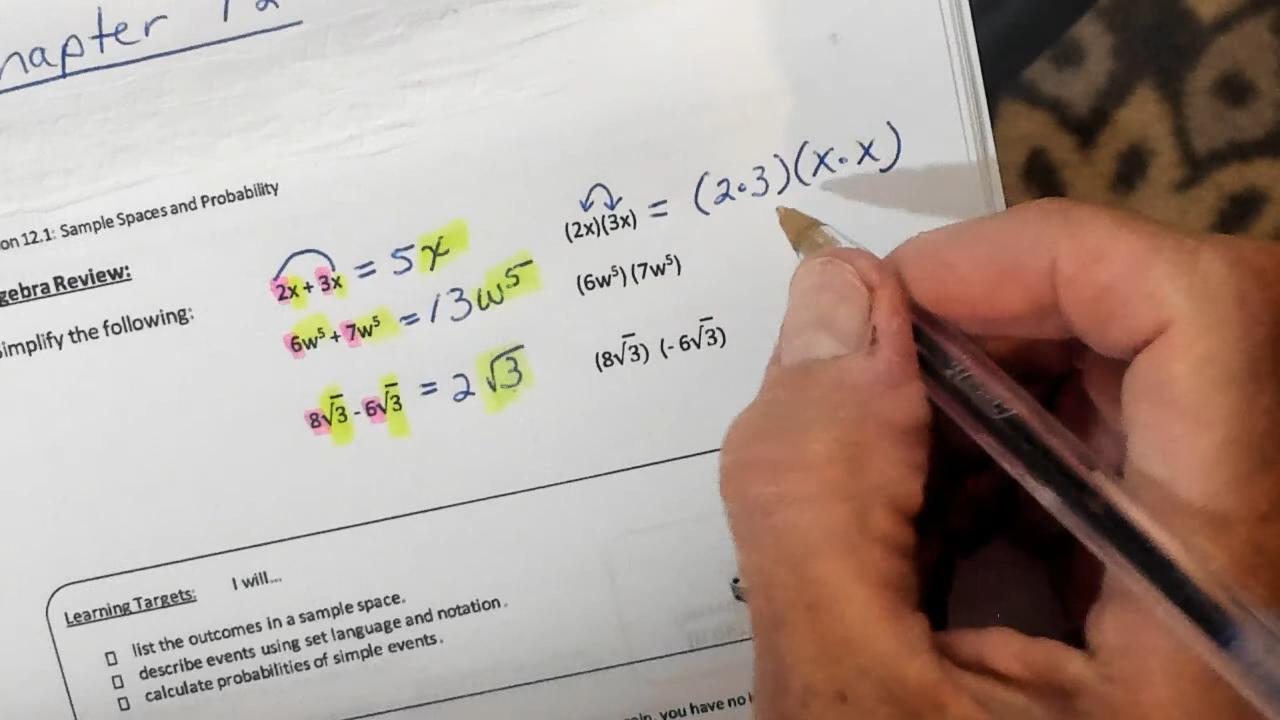 hapter 12
on 12.1: Sample Spaces and Probability
gebra Review:
implify the following:
2x + 3x = 5x
6w⁵ + 7w⁵ = 13w⁵
8√3 - 6√3 = 2√3
(2x)(3x) = (2·3)(x·x)
(6w⁵)(7w⁵)
(8√3) (- 6√3)
Learning Targets: I will...
list the outcomes in a sample space.
describe events using set language and notation.
calculate probabilities of simple events.
you have no